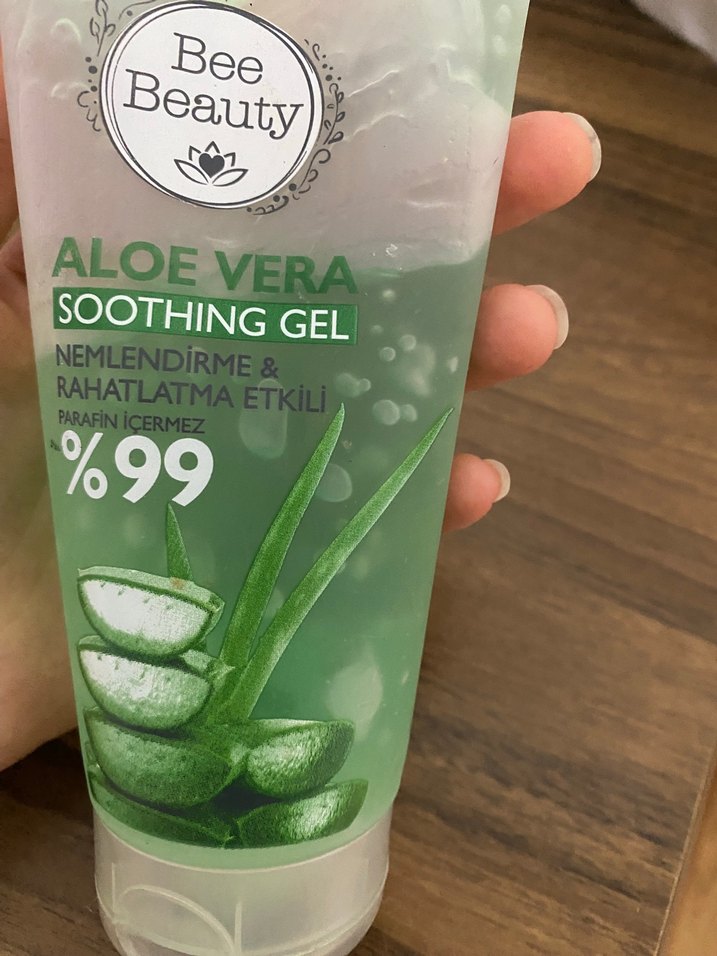 Bee
Beauty
ALOE VERA
SOOTHING GEL
NEMLENDİRME &
RAHATLATMA ETKİLİ
PARAFİN İÇERMEZ
%99